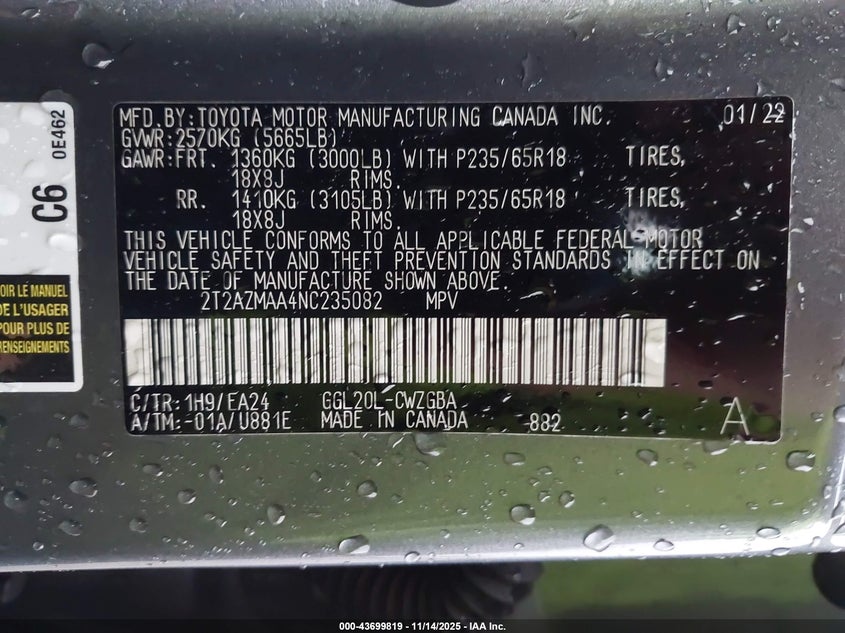 C6
0E462
OIR LE MANUEL
DE L'USAGER
POUR PLUS DE
RENSEIGNEMENTS
MFD.BY:TOYOTA MOTOR MANUFACTURING CANADA INC. 01/22
GVWR:2570KG (5665LB)
GAWR:FRT. 1360KG (3000LB) WITH P235/65R18 TIRES,
18X8J RIMS.
RR. 1410KG (3105LB) WITH P235/65R18 TIRES,
18X8J RIMS.
THIS VEHICLE CONFORMS TO ALL APPLICABLE FEDERAL MOTOR
VEHICLE SAFETY AND THEFT PREVENTION STANDARDS IN EFFECT ON
THE DATE OF MANUFACTURE SHOWN ABOVE.
2T2AZMAA4NC235082 MPV
C/TR:1H9/EA24 GGL20L-CWZGBA
A/TM:-01A/U881E MADE IN CANADA 882 A
000-43699819 — 11/14/2025 - IAA Inc.